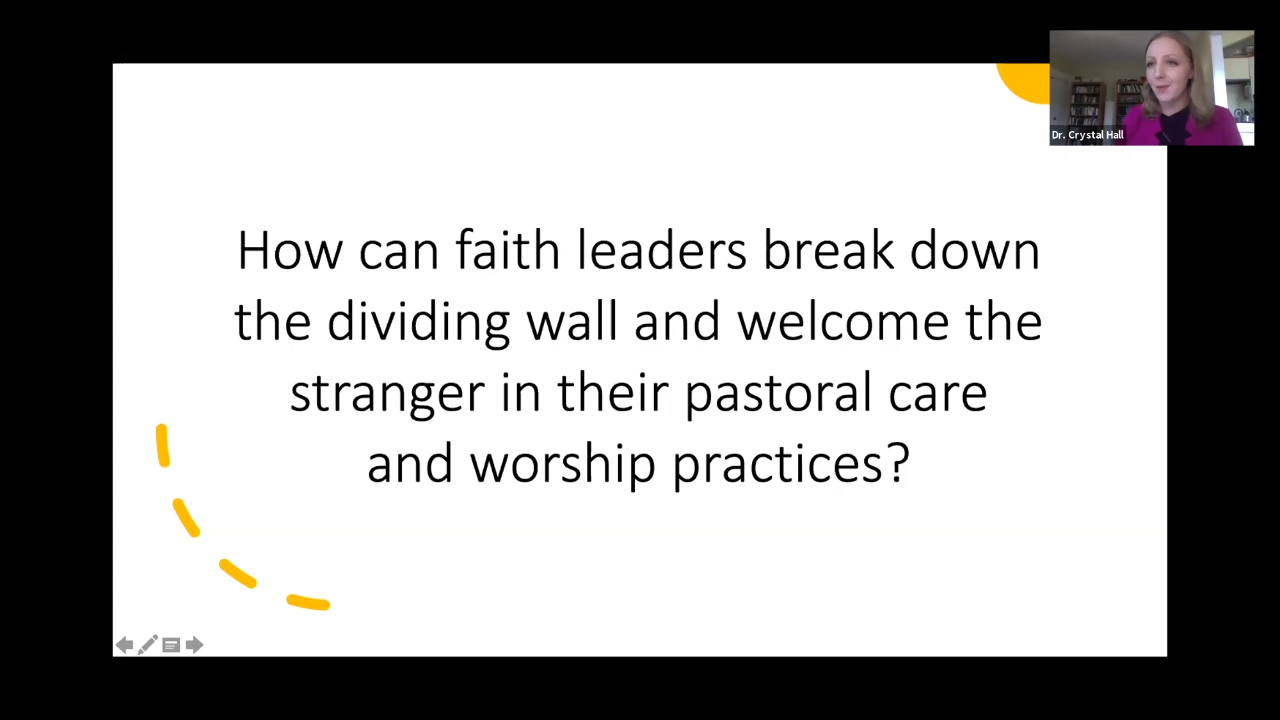 Dr. Crystal Hall
How can faith leaders break down
the dividing wall and welcome the
stranger in their pastoral care
and worship practices?